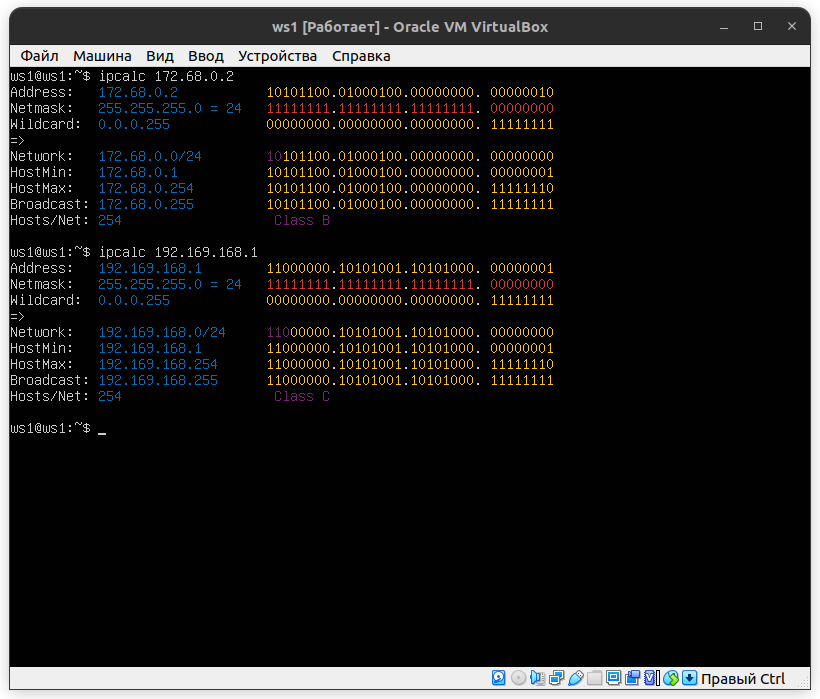 ws1 [Работает] - Oracle VM VirtualBox
Файл Машина Вид Ввод Устройства Справка
ws1@ws1:~$ ipcalc 172.68.0.2
Address: 172.68.0.2 10101100.01000100.00000000. 00000010
Netmask: 255.255.255.0 = 24 11111111.11111111.11111111. 00000000
Wildcard: 0.0.0.255 00000000.00000000.00000000. 11111111
=>
Network: 172.68.0.0/24 10101100.01000100.00000000. 00000000
HostMin: 172.68.0.1 10101100.01000100.00000000. 00000001
HostMax: 172.68.0.254 10101100.01000100.00000000. 11111110
Broadcast: 172.68.0.255 10101100.01000100.00000000. 11111111
Hosts/Net: 254 Class B
ws1@ws1:~$ ipcalc 192.169.168.1
Address: 192.169.168.1 11000000.10101001.10101000. 00000001
Netmask: 255.255.255.0 = 24 11111111.11111111.11111111. 00000000
Wildcard: 0.0.0.255 00000000.00000000.00000000. 11111111
=>
Network: 192.169.168.0/24 11000000.10101001.10101000. 00000000
HostMin: 192.169.168.1 11000000.10101001.10101000. 00000001
HostMax: 192.169.168.254 11000000.10101001.10101000. 11111110
Broadcast: 192.169.168.255 11000000.10101001.10101000. 11111111
Hosts/Net: 254 Class C
ws1@ws1:~$ _
Правый Ctrl